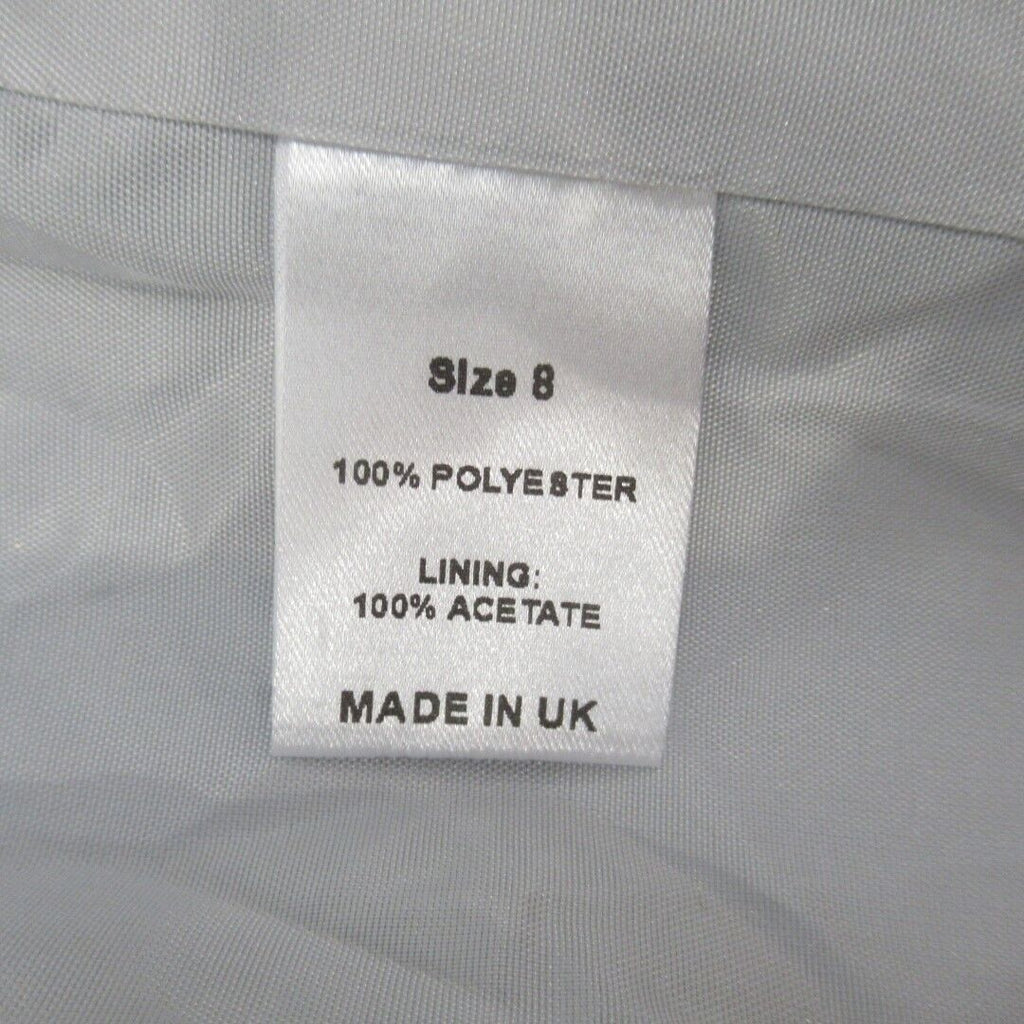 Size 8
100% POLYESTER
LINING:
100% ACETATE
MADE IN UK